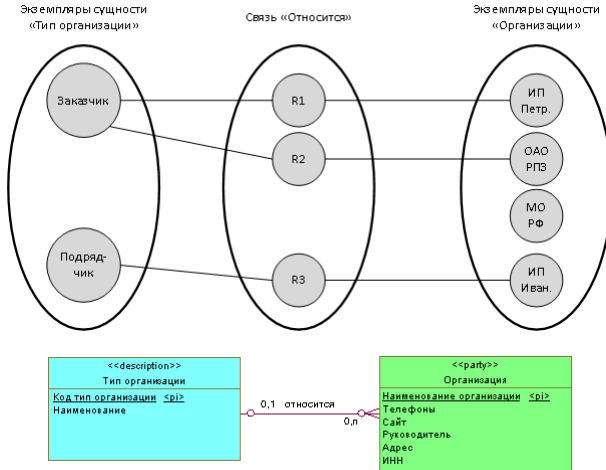 Экземпляры сущности
«Тип организации»
Связь «Относится»
Экземпляры сущности
«Организации»
Заказчик
R1
ИП
Петр.
R2
ОАО
РПЗ
МО
РФ
Подряд-
чик
R3
ИП
Иван.
<<description>>
Тип организации
Код тип организации <pi>
Наименование
0,1 относится
0,n
<<party>>
Организация
Наименование организации <pi>
Телефоны
Сайт
Руководитель
Адрес
ИНН